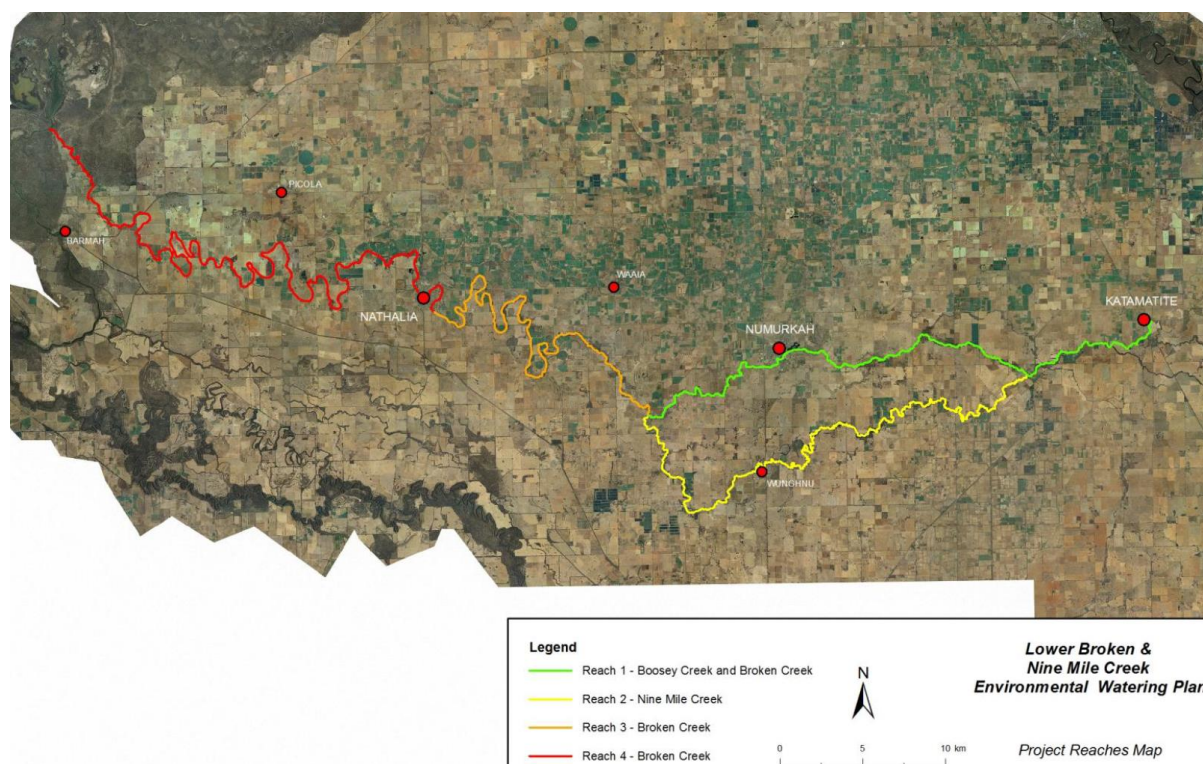 PICOLA
BARMAH
WAAIA
NATHALIA
NUMURKAH
KATAMATITE
WUNGHNU
Legend
Reach 1 - Boosey Creek and Broken Creek
Reach 2 - Nine Mile Creek
Reach 3 - Broken Creek
Reach 4 - Broken Creek
N
0 5 10 km
Lower Broken &
Nine Mile Creek
Environmental Watering Plan
Project Reaches Map